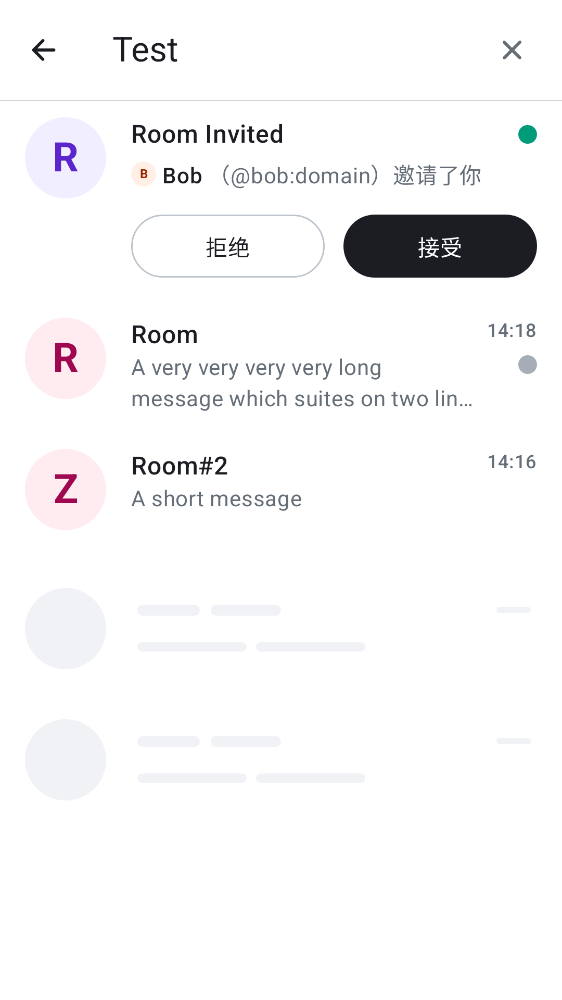 Test
R
Room Invited
B Bob （@bob:domain）邀请了你
拒绝 接受
R
Room 14:18
A very very very very long
message which suites on two lin…
Z
Room#2 14:16
A short message